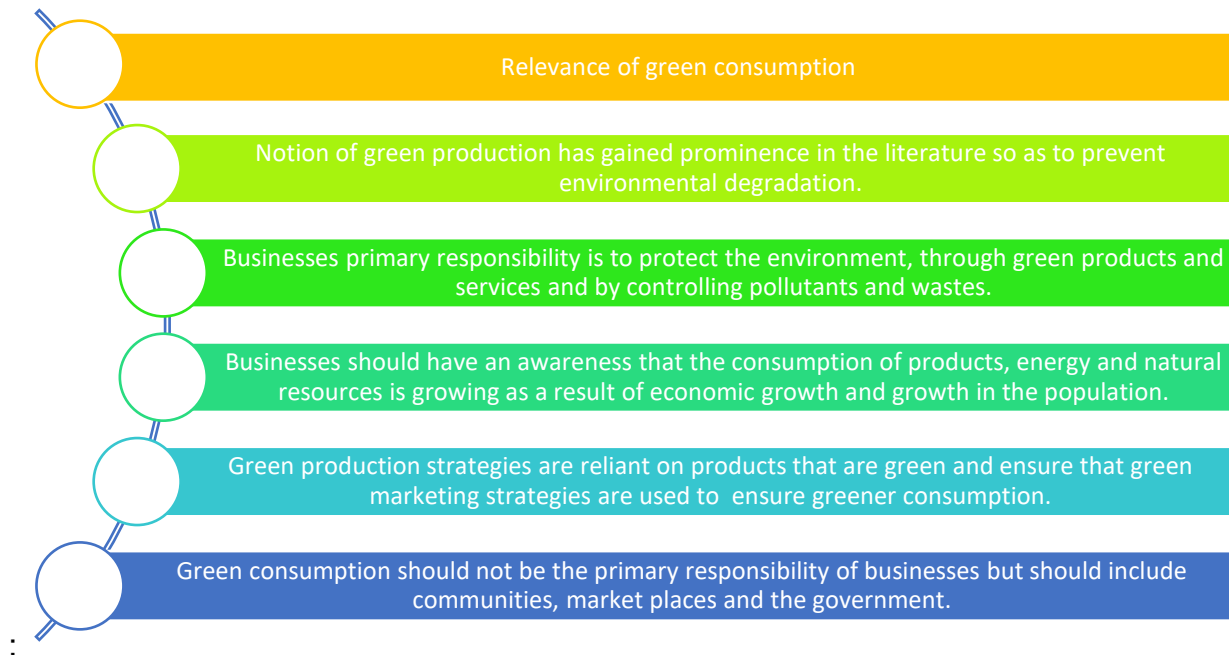 Relevance of green consumption
Notion of green production has gained prominence in the literature so as to prevent
environmental degradation.
Businesses primary responsibility is to protect the environment, through green products and
services and by controlling pollutants and wastes.
Businesses should have an awareness that the consumption of products, energy and natural
resources is growing as a result of economic growth and growth in the population.
Green production strategies are reliant on products that are green and ensure that green
marketing strategies are used to  ensure greener consumption.
Green consumption should not be the primary responsibility of businesses but should include
communities, market places and the government.
: